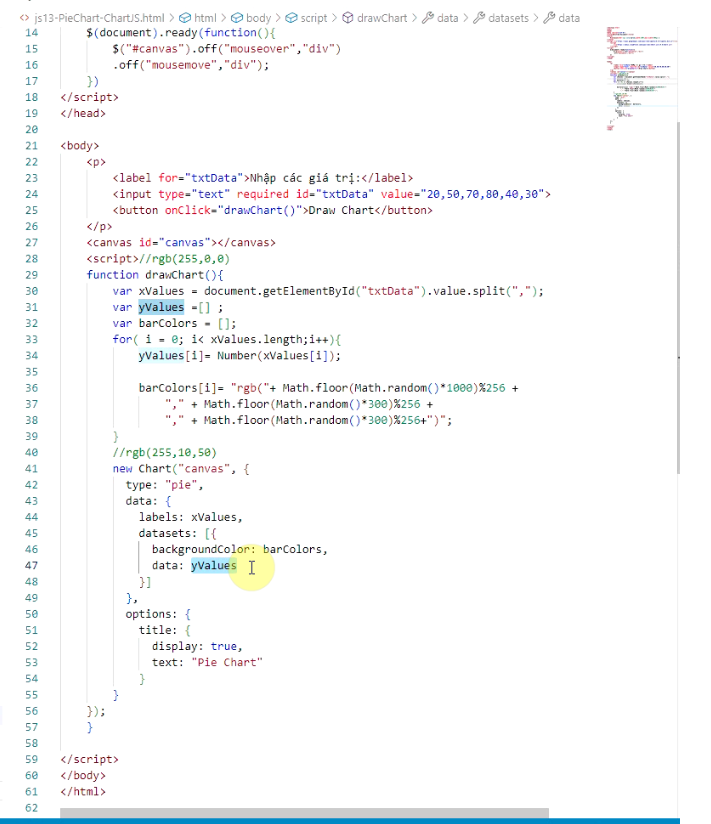 js13-PieChart-ChartJS.html > html > body > script > drawChart > data > datasets > data
14 $(document).ready(function(){
15 $("#canvas").off("mouseover","div")
16 .off("mousemove","div");
17 })
18 </script>
19 </head>
20
21 <body>
22 <p>
23 <label for="txtData">Nhập các giá trị:</label>
24 <input type="text" required id="txtData" value="20,50,70,80,40,30">
25 <button onClick="drawChart()">Draw Chart</button>
26 </p>
27 <canvas id="canvas"></canvas>
28 <script>//rgb(255,0,0)
29 function drawChart(){
30 var xValues = document.getElementById("txtData").value.split(",");
31 var yValues =[] ;
32 var barColors = [];
33 for( i = 0; i< xValues.length;i++){
34 yValues[i]= Number(xValues[i]);
35
36 barColors[i]= "rgb("+ Math.floor(Math.random()*1000)%256 +
37 "," + Math.floor(Math.random()*300)%256 +
38 "," + Math.floor(Math.random()*300)%256+")";
39 }
40 //rgb(255,10,50)
41 new Chart("canvas", {
42 type: "pie",
43 data: {
44 labels: xValues,
45 datasets: [{
46 backgroundColor: barColors,
47 data: yValues
48 }]
49 },
50 options: {
51 title: {
52 display: true,
53 text: "Pie Chart"
54 }
55 }
56 });
57 }
58
59 </script>
60 </body>
61 </html>
62